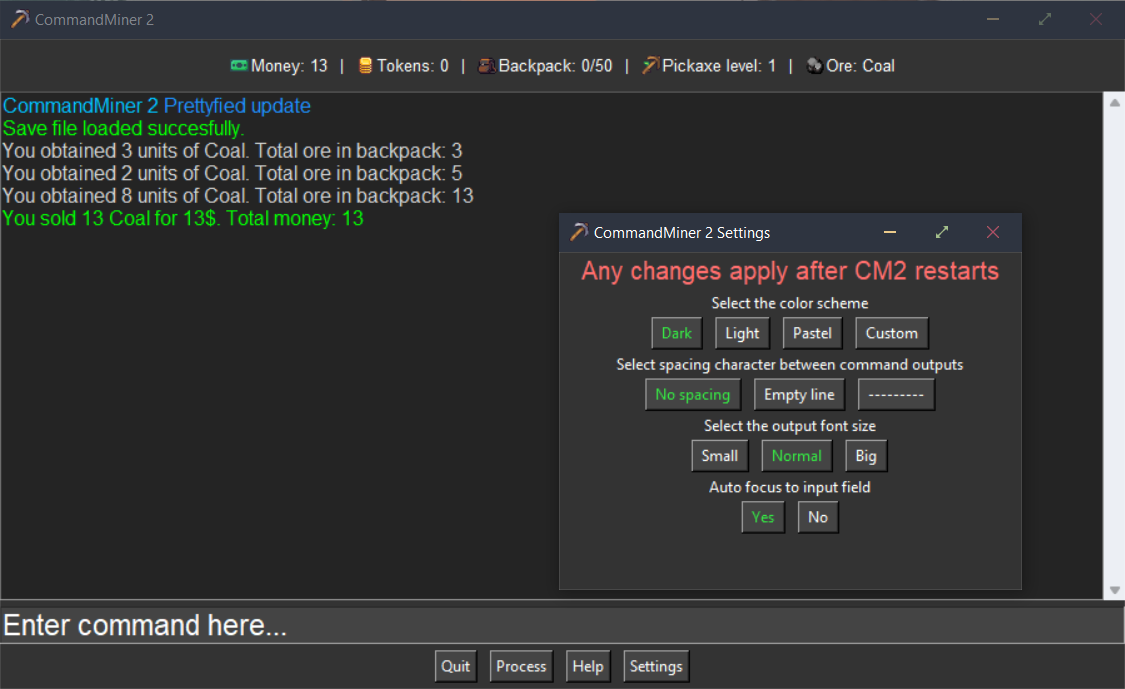 CommandMiner 2
Money: 13 | Tokens: 0 | Backpack: 0/50 | Pickaxe level: 1 | Ore: Coal
CommandMiner 2 Prettyfied update
Save file loaded succesfully.
You obtained 3 units of Coal. Total ore in backpack: 3
You obtained 2 units of Coal. Total ore in backpack: 5
You obtained 8 units of Coal. Total ore in backpack: 13
You sold 13 Coal for 13$. Total money: 13
CommandMiner 2 Settings
Any changes apply after CM2 restarts
Select the color scheme
Dark Light Pastel Custom
Select spacing character between command outputs
No spacing Empty line ---------
Select the output font size
Small Normal Big
Auto focus to input field
Yes No
Enter command here...
Quit Process Help Settings